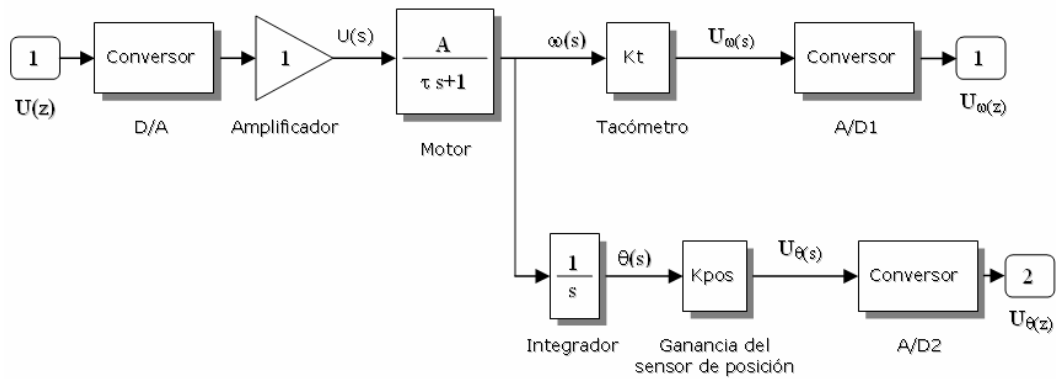 1
U(z)
Conversor
D/A
1
Amplificador
U(s)
A
τ s+1
Motor
ω(s)
Kt
Tacómetro
Uω(s)
Conversor
A/D1
1
Uω(z)
1
s
Integrador
θ(s)
Kpos
Ganancia del
sensor de posición
Uθ(s)
Conversor
A/D2
2
Uθ(z)